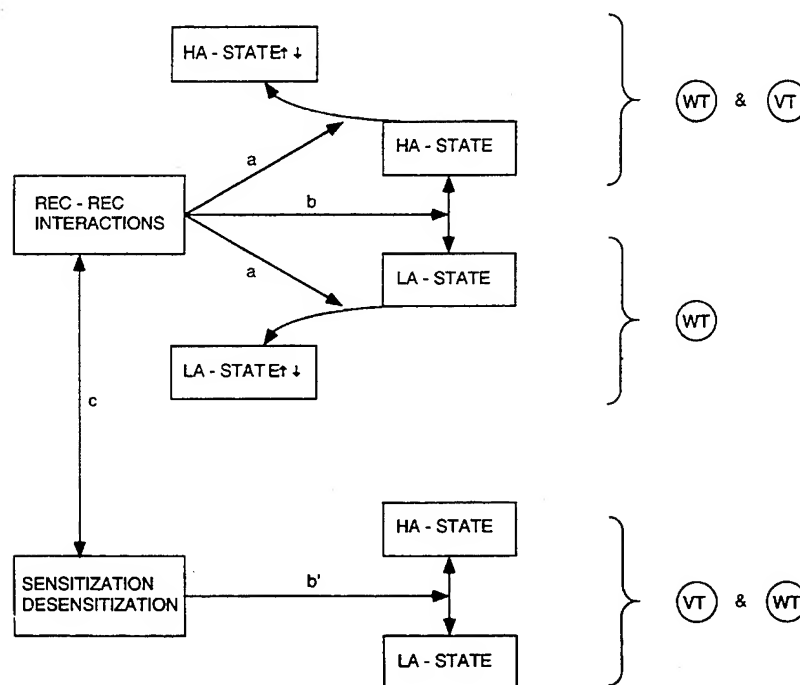 HA - STATE↑ ↓
WT & VT
HA - STATE
a
REC - REC
INTERACTIONS
b
a
LA - STATE
WT
LA - STATE↑ ↓
c
HA - STATE
SENSITIZATION
DESENSITIZATION
b'
VT & WT
LA - STATE